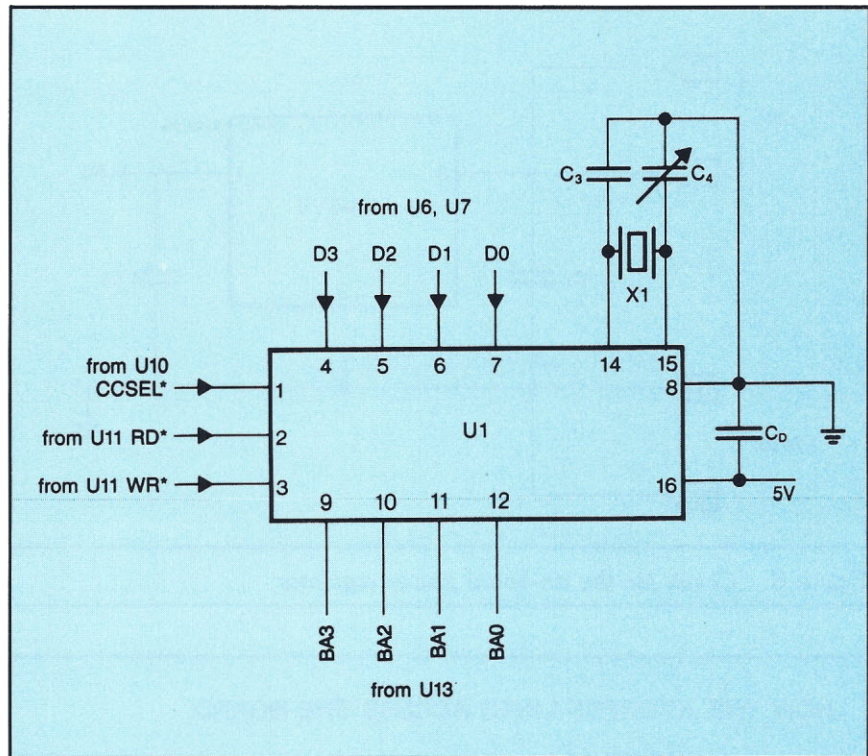 C₃
C₄
from U6, U7
D3 D2 D1 D0
X1
4 5 6 7 14 15
from U10
CCSEL*
1
8
from U11 RD*
2
U1
C_D
from U11 WR*
3
16
5V
9 10 11 12
BA3 BA2 BA1 BA0
from U13